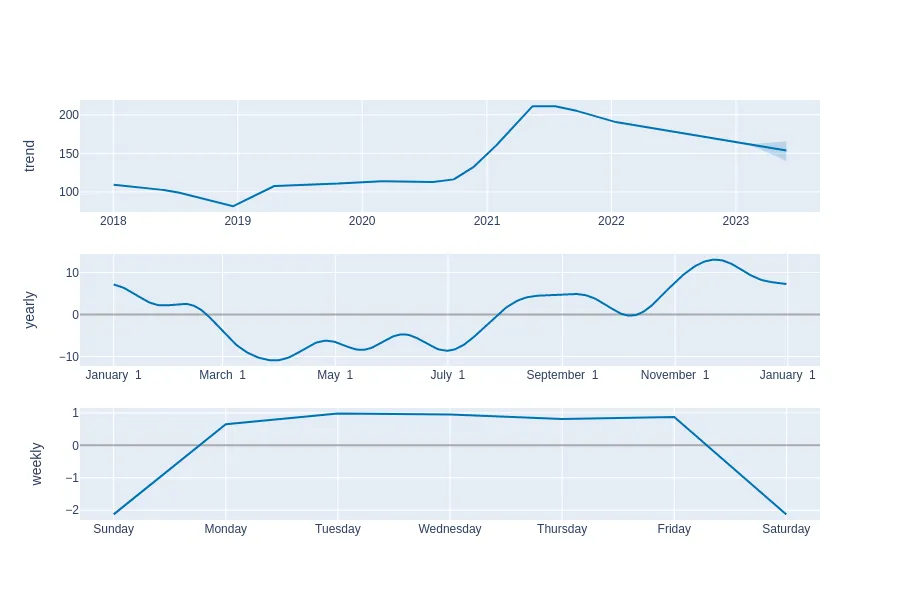 trend
200
150
100
2018 2019 2020 2021 2022 2023
yearly
10
0
−10
January 1 March 1 May 1 July 1 September 1 November 1 January 1
weekly
1
0
−1
−2
Sunday Monday Tuesday Wednesday Thursday Friday Saturday